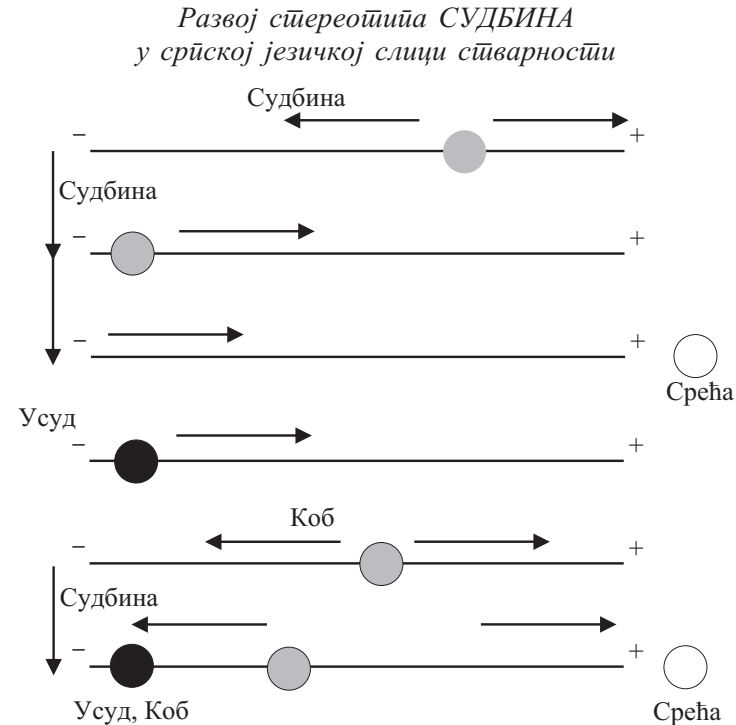 Развој стереотипа СУДБИНА
у српској језичкој слици стварности
Судбина
− +
Судбина
− +
− +
Срећа
Усуд
− +
Коб
− +
Судбина
− +
Усуд, Коб Срећа